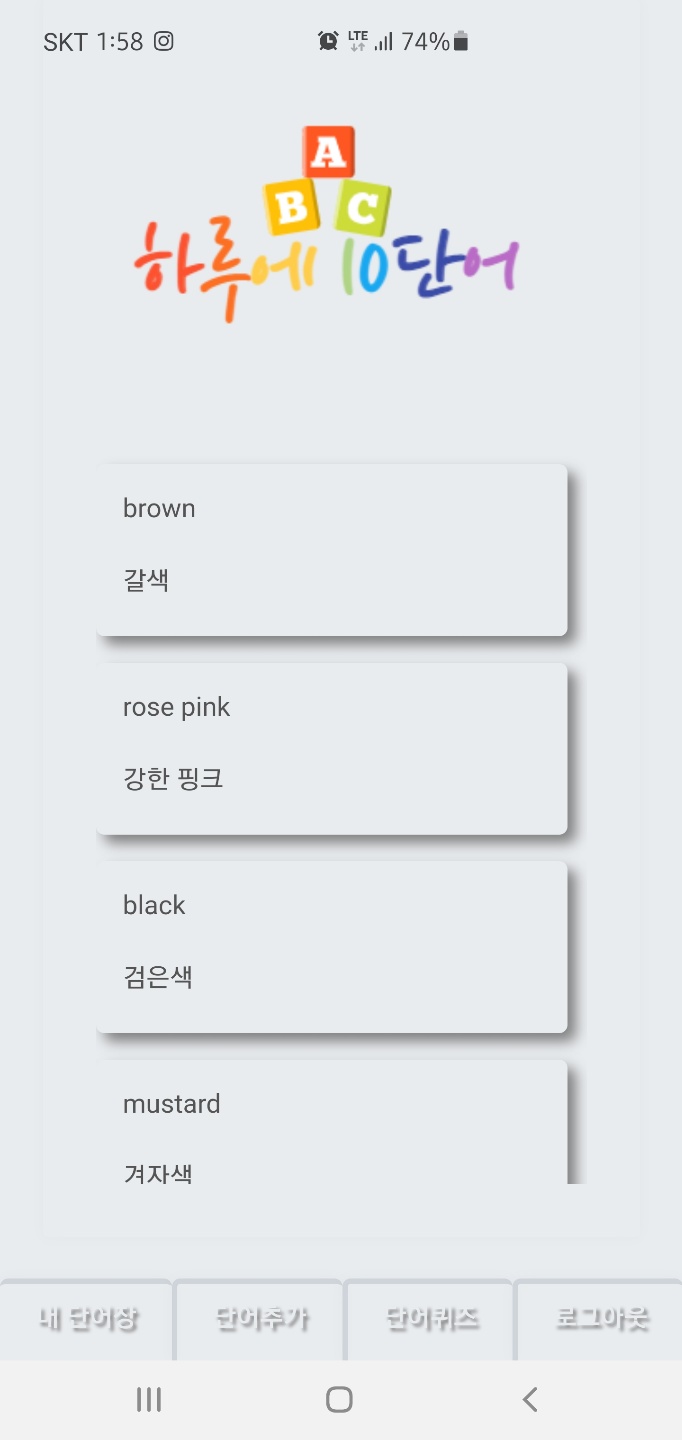 SKT 1:58 LTE 74%
A
B C
하루에 10단어
brown
갈색
rose pink
강한 핑크
black
검은색
mustard
겨자색
내 단어장 단어추가 단어퀴즈 로그아웃